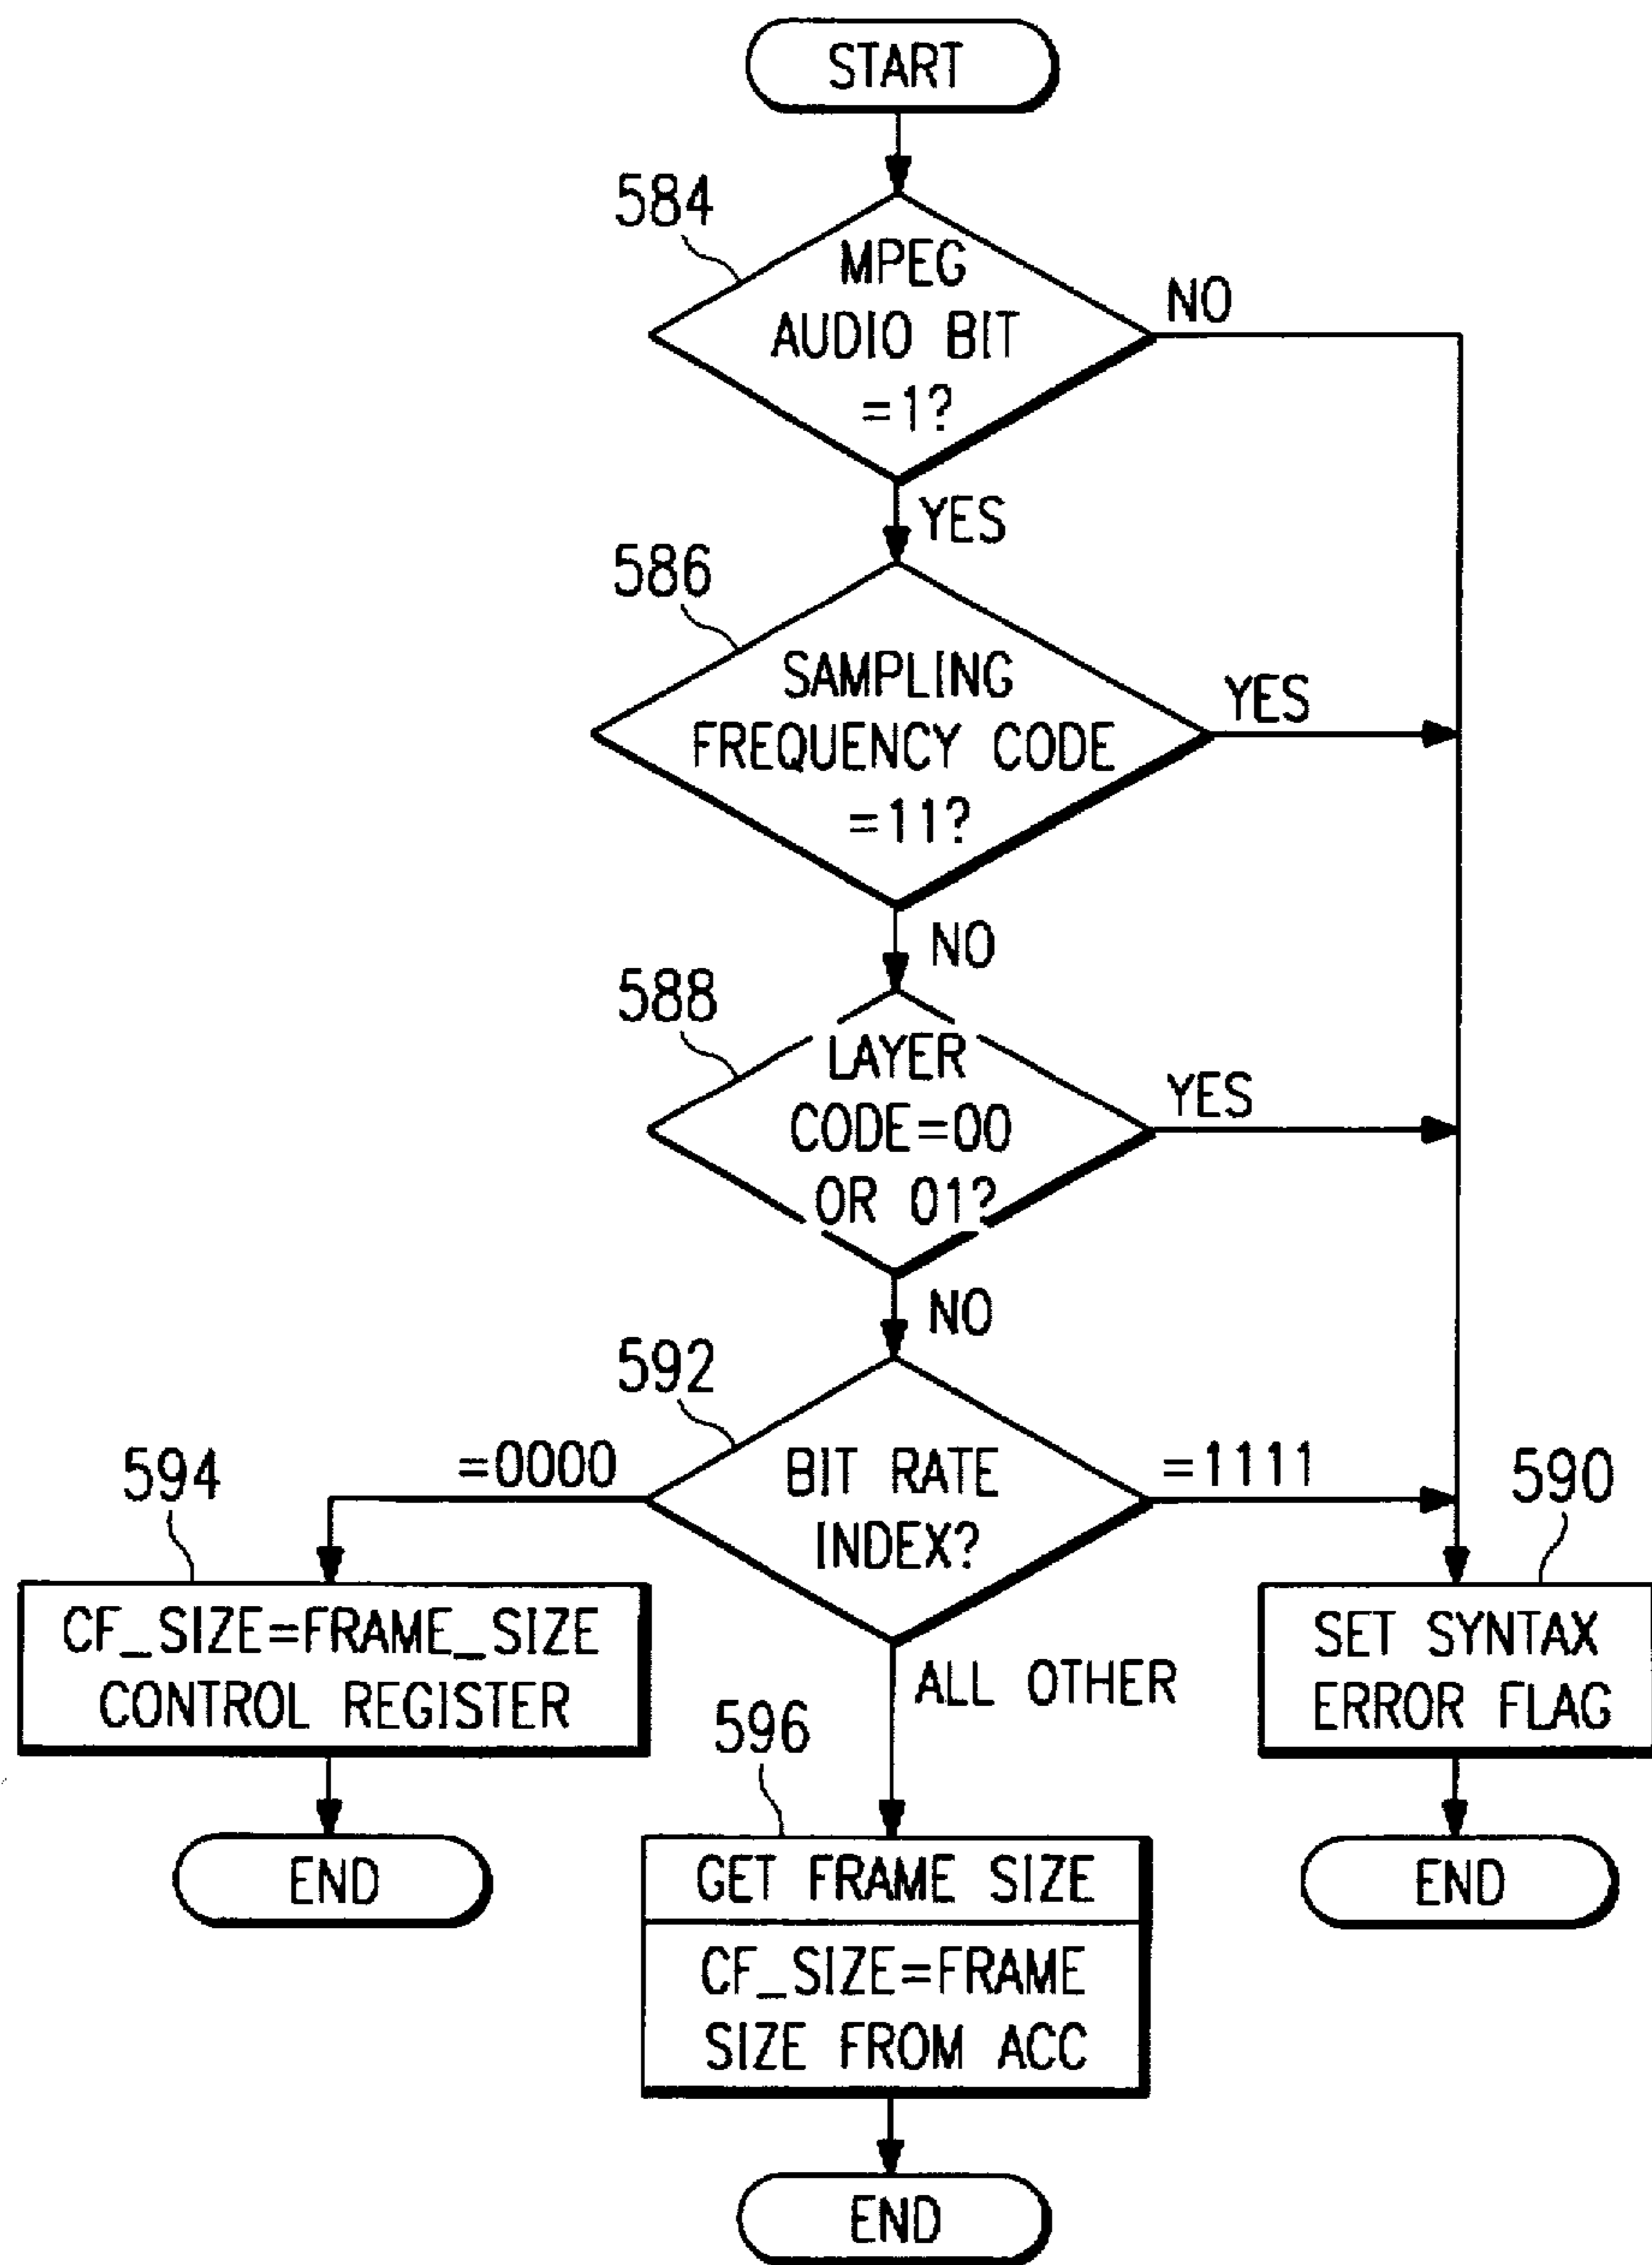 START
584
MPEG
AUDIO BIT
=1?
NO
YES
586
SAMPLING
FREQUENCY CODE
=11?
YES
NO
588
LAYER
CODE=00
OR 01?
YES
NO
592
BIT RATE
INDEX?
=0000
=1111
594
590
CF_SIZE=FRAME_SIZE
CONTROL REGISTER
SET SYNTAX
ERROR FLAG
ALL OTHER
596
END
GET FRAME SIZE
CF_SIZE=FRAME
SIZE FROM ACC
END
END